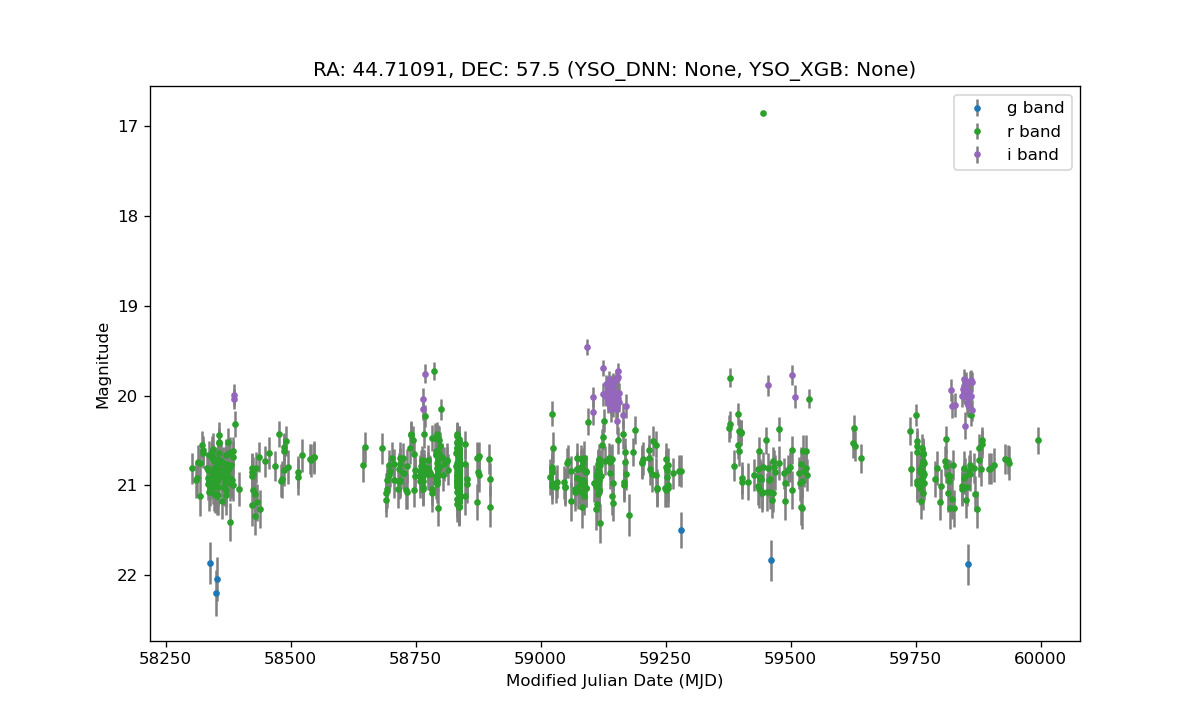 RA: 44.71091, DEC: 57.5 (YSO_DNN: None, YSO_XGB: None)
g band
r band
i band
17
18
19
20
21
22
Magnitude
58250 58500 58750 59000 59250 59500 59750 60000
Modified Julian Date (MJD)